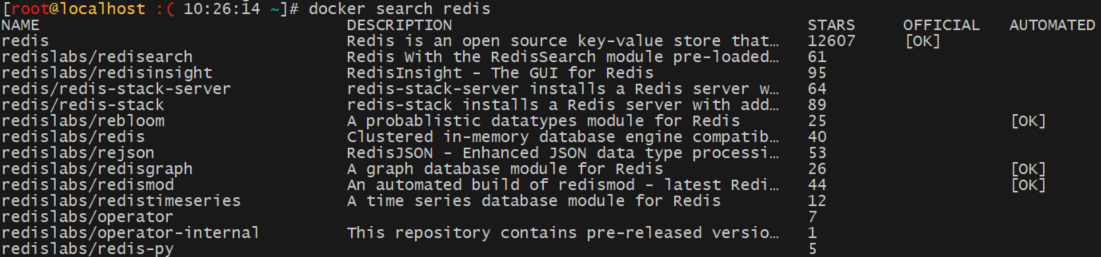 [root@localhost :( 10:26:14 ~]# docker search redis
NAME DESCRIPTION STARS OFFICIAL AUTOMATED
redis Redis is an open source key-value store that… 12607 [OK]
redislabs/redisearch Redis With the RedisSearch module pre-loaded… 61
redislabs/redisinsight RedisInsight - The GUI for Redis 95
redis/redis-stack-server redis-stack-server installs a Redis server w… 64
redis/redis-stack redis-stack installs a Redis server with add… 89
redislabs/rebloom A probablistic datatypes module for Redis 25 [OK]
redislabs/redis Clustered in-memory database engine compatib… 40
redislabs/rejson RedisJSON - Enhanced JSON data type processi… 53
redislabs/redisgraph A graph database module for Redis 26 [OK]
redislabs/redismod An automated build of redismod - latest Redi… 44 [OK]
redislabs/redistimeseries A time series database module for Redis 12
redislabs/operator 7
redislabs/operator-internal This repository contains pre-released versio… 1
redislabs/redis-py 5